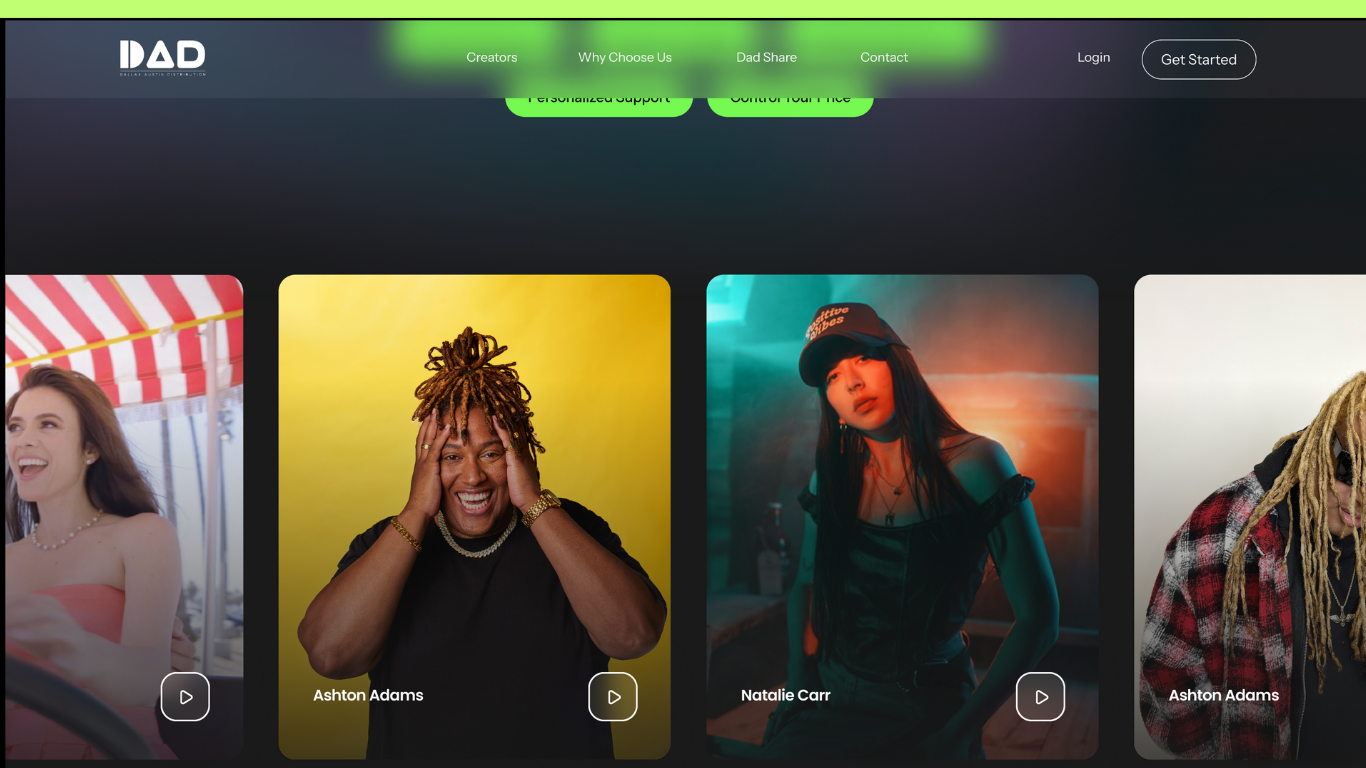 DAD
DALLAS AUSTIN DISTRIBUTION
Creators
Why Choose Us
Dad Share
Contact
Login
Get Started
Personalized Support
Control Your Price
Positive
Vibes
Ashton Adams
Natalie Carr
Ashton Adams